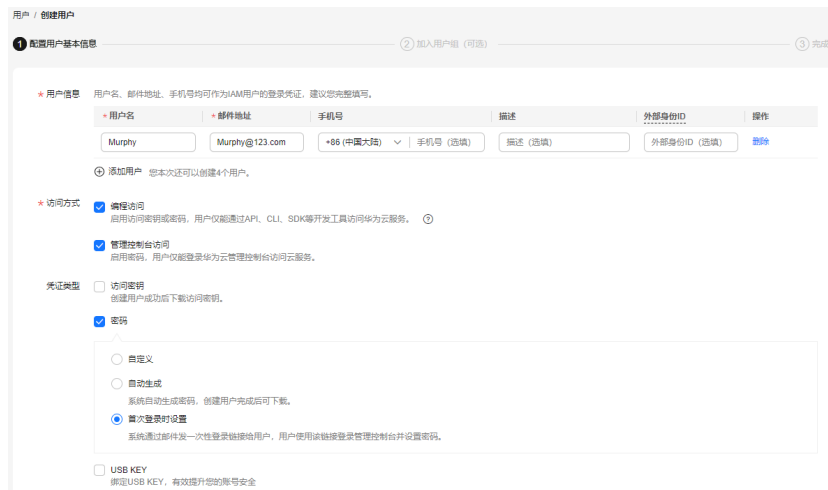 用户 / 创建用户
1 配置用户基本信息 2 加入用户组（可选） 3 完成
* 用户信息 用户名、邮件地址、手机号均可作为IAM用户的登录凭证，建议您完整填写。
* 用户名 * 邮件地址 手机号 描述 外部身份ID 操作
Murphy Murphy@123.com +86 (中国大陆) 手机号（选填） 描述（选填） 外部身份ID（选填） 删除
添加用户 您本次还可以创建4个用户。
* 访问方式 编程访问
启用访问密钥或密码，用户仅能通过API、CLI、SDK等开发工具访问华为云服务。 ?
管理控制台访问
启用密码，用户仅能登录华为云管理控制台访问云服务。
凭证类型 访问密钥
创建用户成功后下载访问密钥。
密码
自定义
自动生成
系统自动生成密码，创建用户完成后可下载。
首次登录时设置
系统通过邮件发一次性登录链接给用户，用户使用该链接登录管理控制台并设置密码。
USB KEY
绑定USB KEY，有效提升您的账号安全